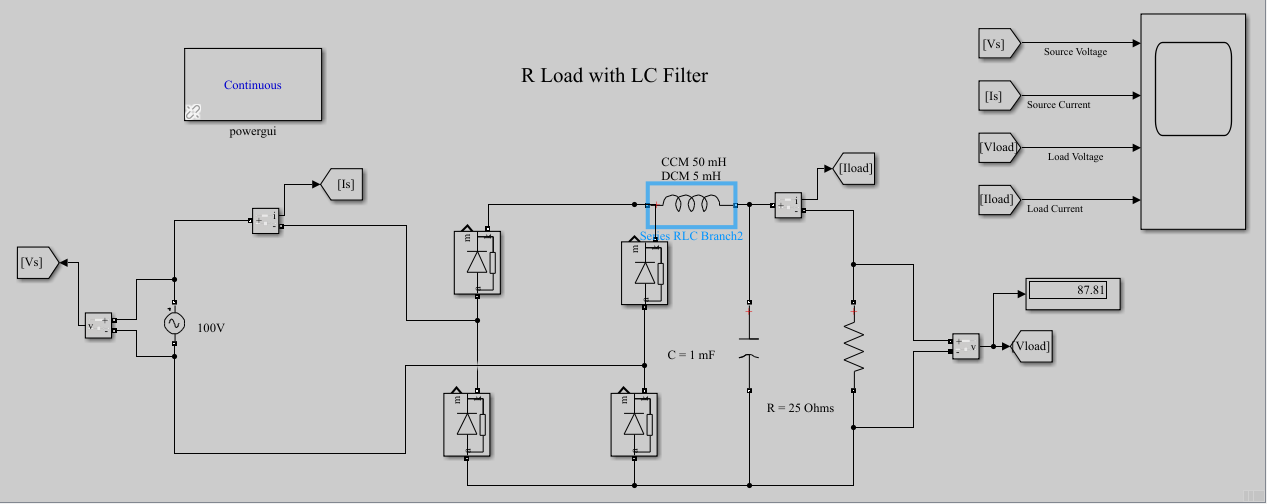 R Load with LC Filter
Continuous
powergui
[Vs]
Source Voltage
[Is]
Source Current
[Vload]
Load Voltage
[Iload]
Load Current
CCM 50 mH
DCM 5 mH
[Iload]
[Is]
i
+
-
i
+
-
Series RLC Branch2
m
m
[Vs]
v
+
-
100V
87.81
C = 1 mF
+
-
v
Vload]
m
m
R = 25 Ohms